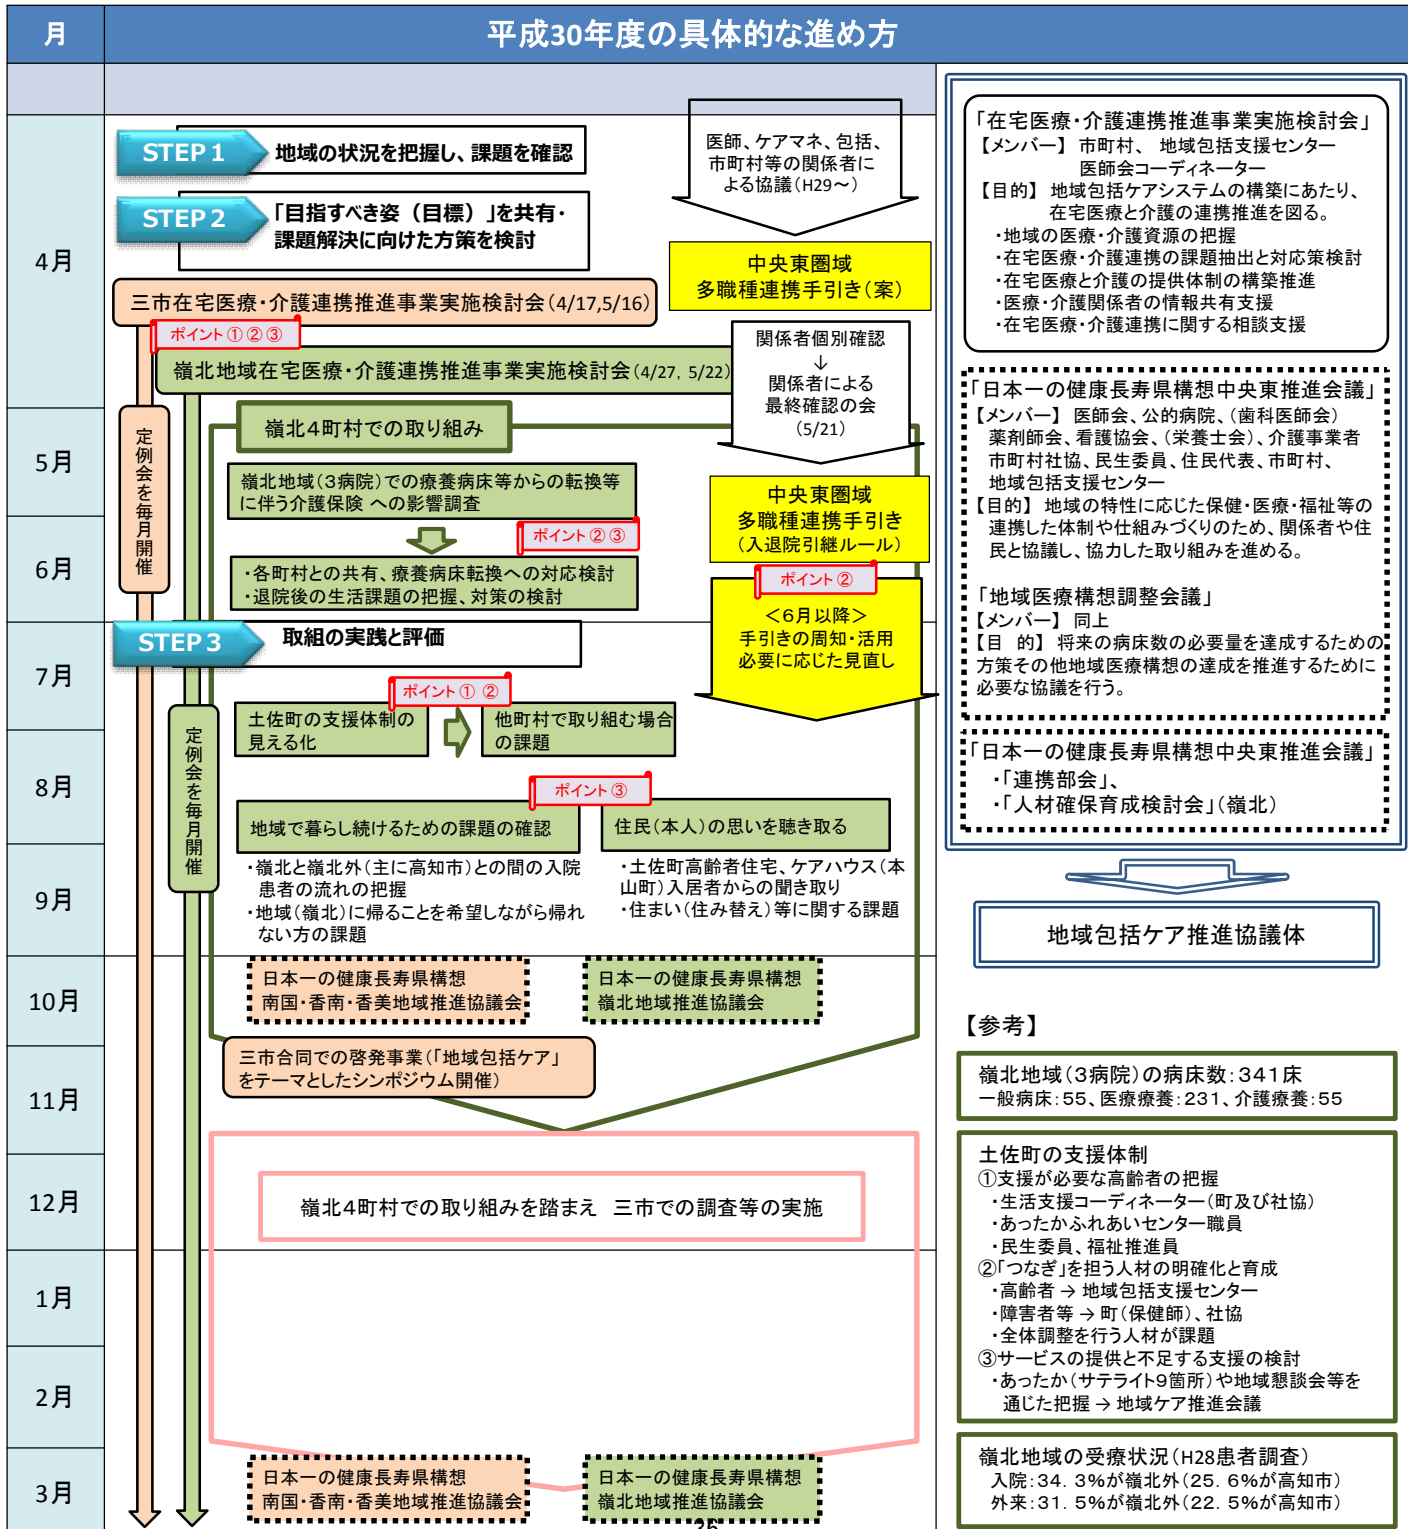 月
平成30年度の具体的な進め方
4月
5月
6月
7月
8月
9月
10月
11月
12月
1月
2月
3月
STEP１
地域の状況を把握し、課題を確認
STEP２
「目指すべき姿（目標）」を共有・
課題解決に向けた方策を検討
三市在宅医療・介護連携推進事業実施検討会(4/17,5/16)
ポイント①②③
嶺北地域在宅医療・介護連携推進事業実施検討会(4/27, 5/22)
定例会を毎月開催
定例会を毎月開催
嶺北４町村での取り組み
嶺北地域(３病院)での療養病床等からの転換等
に伴う介護保険 への影響調査
ポイント②③
・各町村との共有、療養病床転換への対応検討
・退院後の生活課題の把握、対策の検討
STEP３
取組の実践と評価
ポイント① ②
土佐町の支援体制の
見える化
他町村で取り組む場合
の課題
ポイント③
地域で暮らし続けるための課題の確認
・嶺北と嶺北外(主に高知市)との間の入院
患者の流れの把握
・地域(嶺北)に帰ることを希望しながら帰れ
ない方の課題
住民(本人)の思いを聴き取る
・土佐町高齢者住宅、ケアハウス(本
山町)入居者からの聞き取り
・住まい(住み替え)等に関する課題
日本一の健康長寿県構想
南国・香南・香美地域推進協議会
日本一の健康長寿県構想
嶺北地域推進協議会
三市合同での啓発事業(「地域包括ケア」
をテーマとしたシンポジウム開催)
嶺北４町村での取り組みを踏まえ　三市での調査等の実施
日本一の健康長寿県構想
南国・香南・香美地域推進協議会
日本一の健康長寿県構想
嶺北地域推進協議会
医師、ケアマネ、包括、
市町村等の関係者に
よる協議(H29～)
中央東圏域
多職種連携手引き(案)
関係者個別確認
↓
関係者による
最終確認の会
(5/21)
中央東圏域
多職種連携手引き
(入退院引継ルール)
ポイント②
＜６月以降＞
手引きの周知・活用
必要に応じた見直し
「在宅医療・介護連携推進事業実施検討会」
【メンバー】 市町村、 地域包括支援センター
医師会コーディネーター
【目的】 地域包括ケアシステムの構築にあたり、
在宅医療と介護の連携推進を図る。
・地域の医療・介護資源の把握
・在宅医療・介護連携の課題抽出と対応策検討
・在宅医療と介護の提供体制の構築推進
・医療・介護関係者の情報共有支援
・在宅医療・介護連携に関する相談支援
「日本一の健康長寿県構想中央東推進会議」
【メンバー】 医師会、公的病院、(歯科医師会)
薬剤師会、看護協会、(栄養士会)、介護事業者
市町村社協、民生委員、住民代表、市町村、
地域包括支援センター
【目的】 地域の特性に応じた保健・医療・福祉等の
連携した体制や仕組みづくりのため、関係者や住
民と協議し、協力した取り組みを進める。
「地域医療構想調整会議」
【メンバー】 同上
【目 的】 将来の病床数の必要量を達成するための
方策その他地域医療構想の達成を推進するために
必要な協議を行う。
「日本一の健康長寿県構想中央東推進会議」
・「連携部会」、
・「人材確保育成検討会」(嶺北)
地域包括ケア推進協議体
【参考】
嶺北地域(３病院)の病床数:３４１床
一般病床:５５、医療療養:２３１、介護療養:５５
土佐町の支援体制
①支援が必要な高齢者の把握
・生活支援コーディネーター(町及び社協)
・あったかふれあいセンター職員
・民生委員、福祉推進員
②「つなぎ」を担う人材の明確化と育成
・高齢者 → 地域包括支援センター
・障害者等 → 町(保健師)、社協
・全体調整を行う人材が課題
③サービスの提供と不足する支援の検討
・あったか(サテライト９箇所)や地域懇談会等を
通じた把握 → 地域ケア推進会議
嶺北地域の受療状況(H28患者調査)
入院:３４．３%が嶺北外(２５．６%が高知市)
外来:３１．５%が嶺北外(２２．５%が高知市)
26